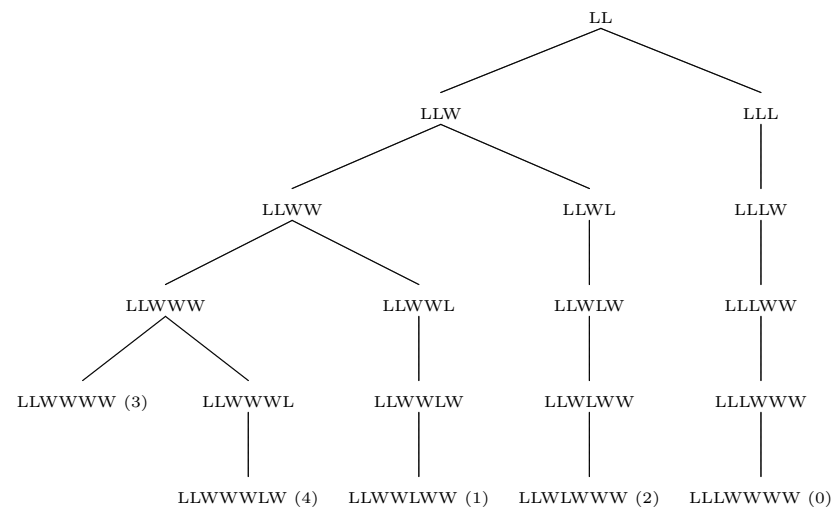 LL
LLW LLL
LLWW LLWL LLLW
LLWWW LLWWL LLWLW LLLWW
LLWWWW (3) LLWWWL LLWWLW LLWLWW LLLWWW
LLWWWLW (4) LLWWLWW (1) LLWLWWW (2) LLLWWWW (0)